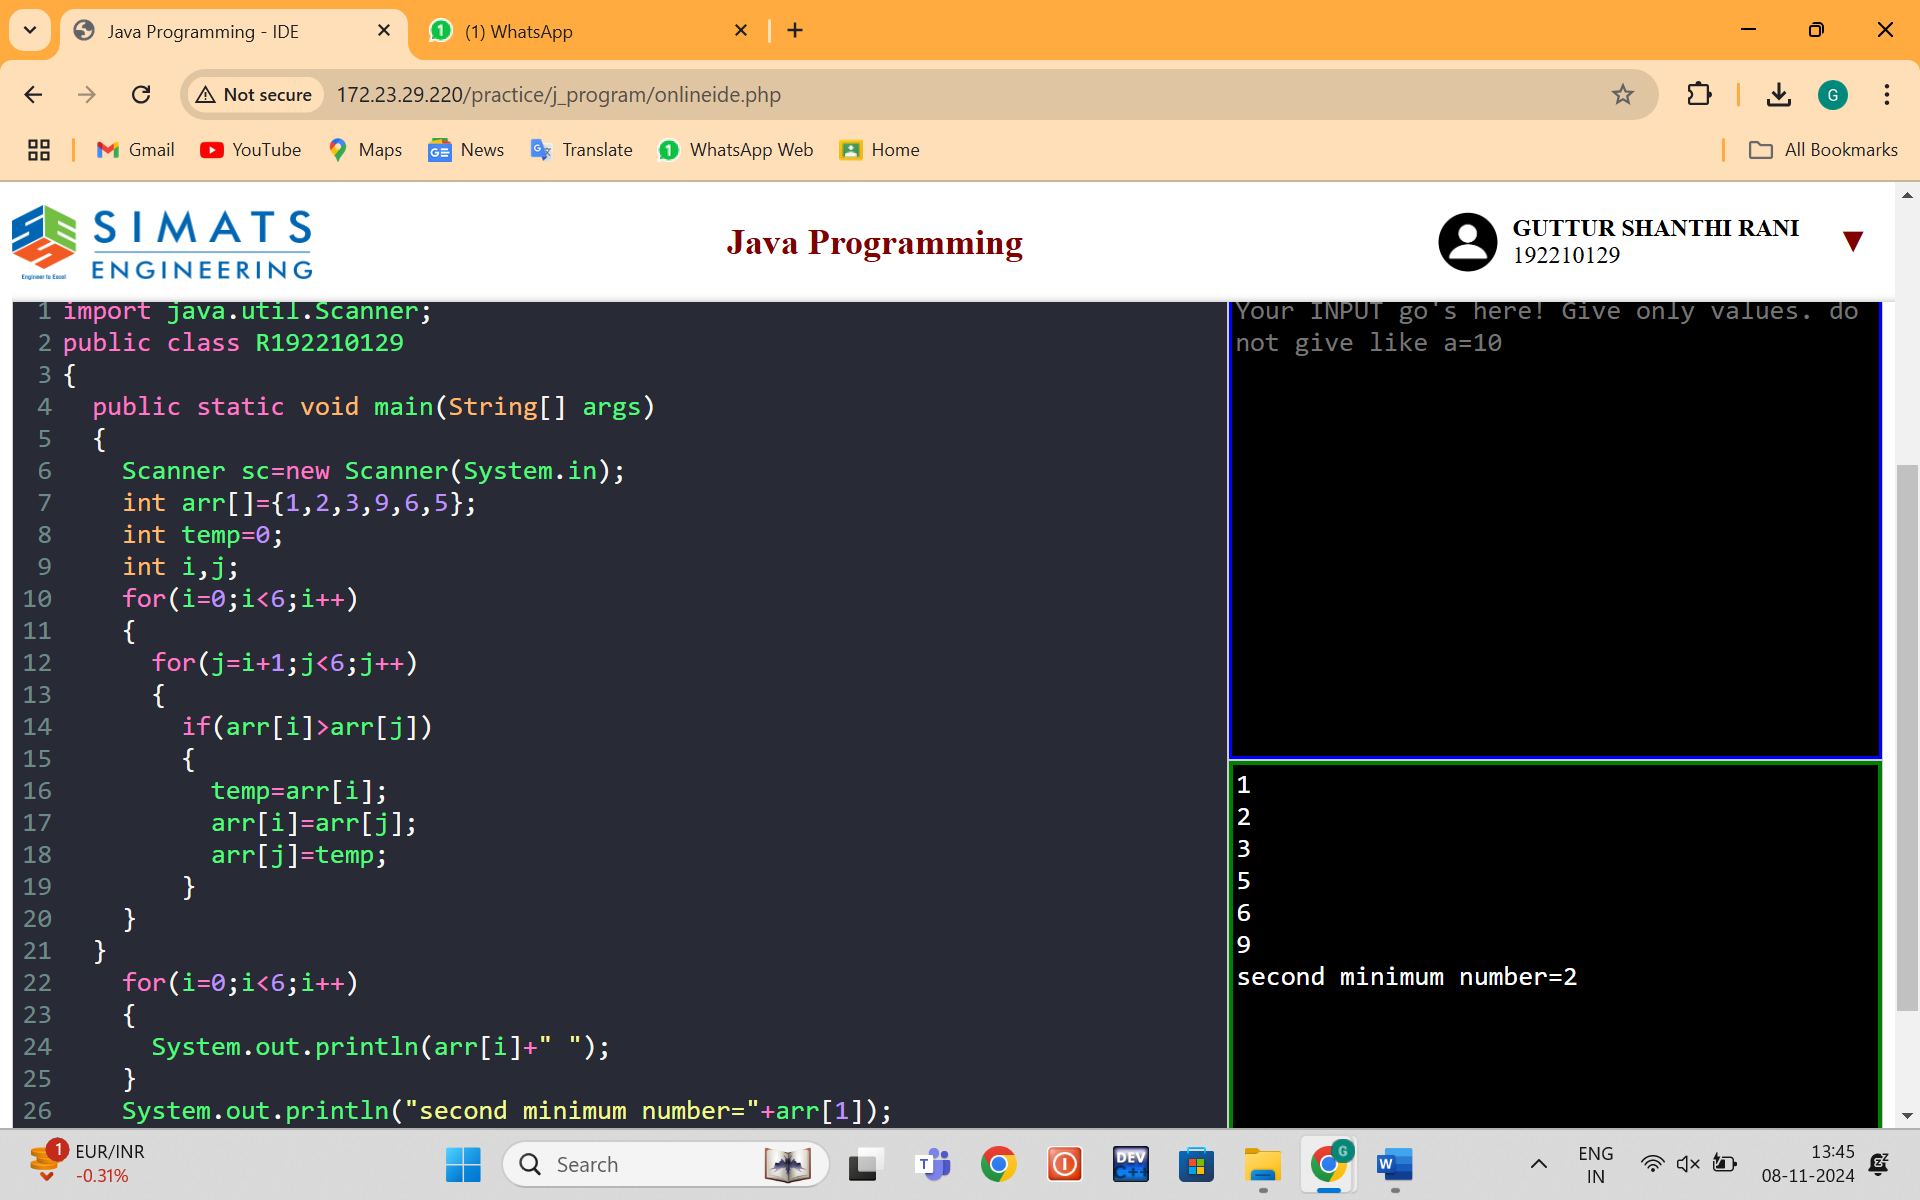 Java Programming - IDE
1 (1) WhatsApp
Not secure 172.23.29.220/practice/j_program/onlineide.php
G
Gmail YouTube Maps GE News Translate 1 WhatsApp Web Home All Bookmarks
SIMATS
ENGINEERING
Engineer to Excel
Java Programming
GUTTUR SHANTHI RANI
192210129
1 import java.util.Scanner;
2 public class R192210129
3 {
4 public static void main(String[] args)
5 {
6 Scanner sc=new Scanner(System.in);
7 int arr[]={1,2,3,9,6,5};
8 int temp=0;
9 int i,j;
10 for(i=0;i<6;i++)
11 {
12 for(j=i+1;j<6;j++)
13 {
14 if(arr[i]>arr[j])
15 {
16 temp=arr[i];
17 arr[i]=arr[j];
18 arr[j]=temp;
19 }
20 }
21 }
22 for(i=0;i<6;i++)
23 {
24 System.out.println(arr[i]+" ");
25 }
26 System.out.println("second minimum number="+arr[1]);
Your INPUT go's here! Give only values. do
not give like a=10
1
2
3
5
6
9
second minimum number=2
1
EUR/INR
-0.31%
Search
T
DEV
C++
G
W
ENG
IN
13:45
08-11-2024